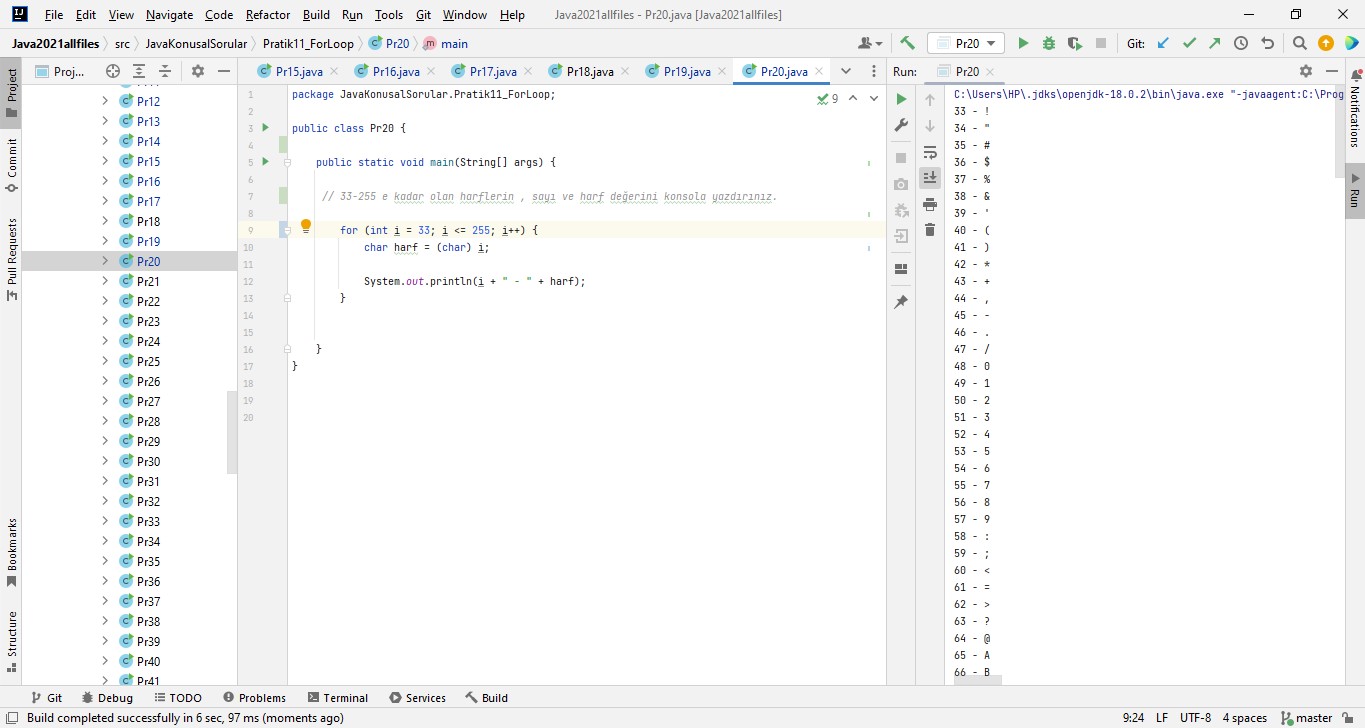 File Edit View Navigate Code Refactor Build Run Tools Git Window Help Java2021allfiles - Pr20.java [Java2021allfiles]
Java2021allfiles src JavaKonusalSorular Pratik11_ForLoop Pr20 main Pr20 Git:
Project
Commit
Pull Requests
Bookmarks
Structure
Proj...
Pr12
Pr13
Pr14
Pr15
Pr16
Pr17
Pr18
Pr19
Pr20
Pr21
Pr22
Pr23
Pr24
Pr25
Pr26
Pr27
Pr28
Pr29
Pr30
Pr31
Pr32
Pr33
Pr34
Pr35
Pr36
Pr37
Pr38
Pr39
Pr40
Pr41
Pr15.java Pr16.java Pr17.java Pr18.java Pr19.java Pr20.java
9
1 package JavaKonusalSorular.Pratik11_ForLoop;
2
3 public class Pr20 {
4
5 public static void main(String[] args) {
6
7 // 33-255 e kadar olan harflerin , sayı ve harf değerini konsola yazdırınız.
8
9 for (int i = 33; i <= 255; i++) {
10 char harf = (char) i;
11
12 System.out.println(i + " - " + harf);
13 }
14
15
16 }
17 }
18
19
20
Run: Pr20
C:\Users\HP\.jdks\openjdk-18.0.2\bin\java.exe "-javaagent:C:\Prog
33 - !
34 - "
35 - #
36 - $
37 - %
38 - &
39 - '
40 - (
41 - )
42 - *
43 - +
44 - ,
45 - -
46 - .
47 - /
48 - 0
49 - 1
50 - 2
51 - 3
52 - 4
53 - 5
54 - 6
55 - 7
56 - 8
57 - 9
58 - :
59 - ;
60 - <
61 - =
62 - >
63 - ?
64 - @
65 - A
66 - B
Notifications
Run
Git Debug TODO Problems Terminal Services Build
Build completed successfully in 6 sec, 97 ms (moments ago) 9:24 LF UTF-8 4 spaces master